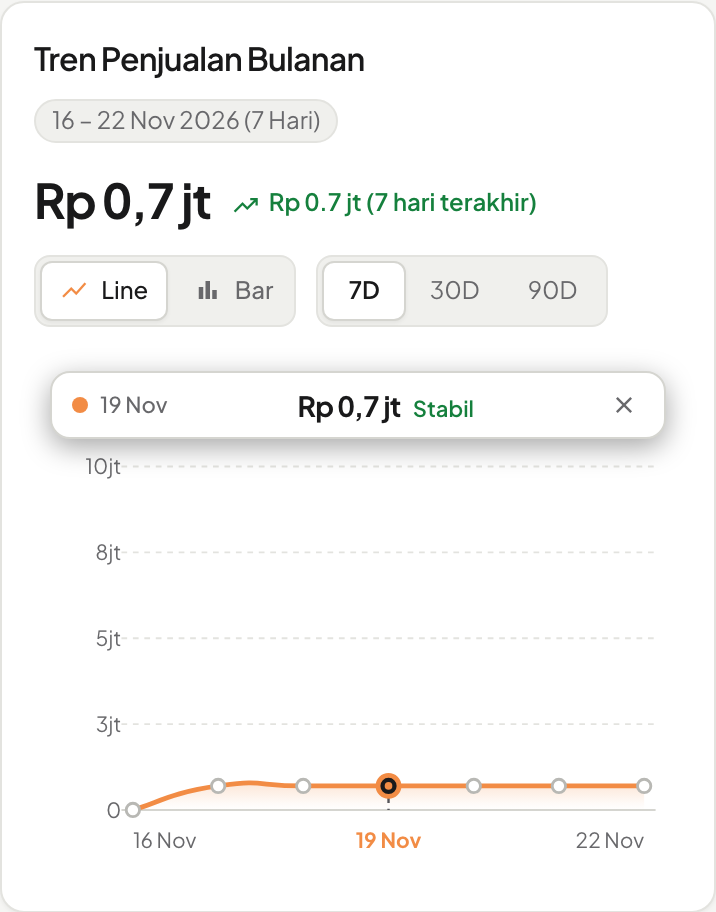 Tren Penjualan Bulanan
16 – 22 Nov 2026 (7 Hari)
Rp 0,7 jt Rp 0.7 jt (7 hari terakhir)
Line Bar 7D 30D 90D
19 Nov Rp 0,7 jt Stabil
10jt
8jt
5jt
3jt
0
16 Nov 19 Nov 22 Nov